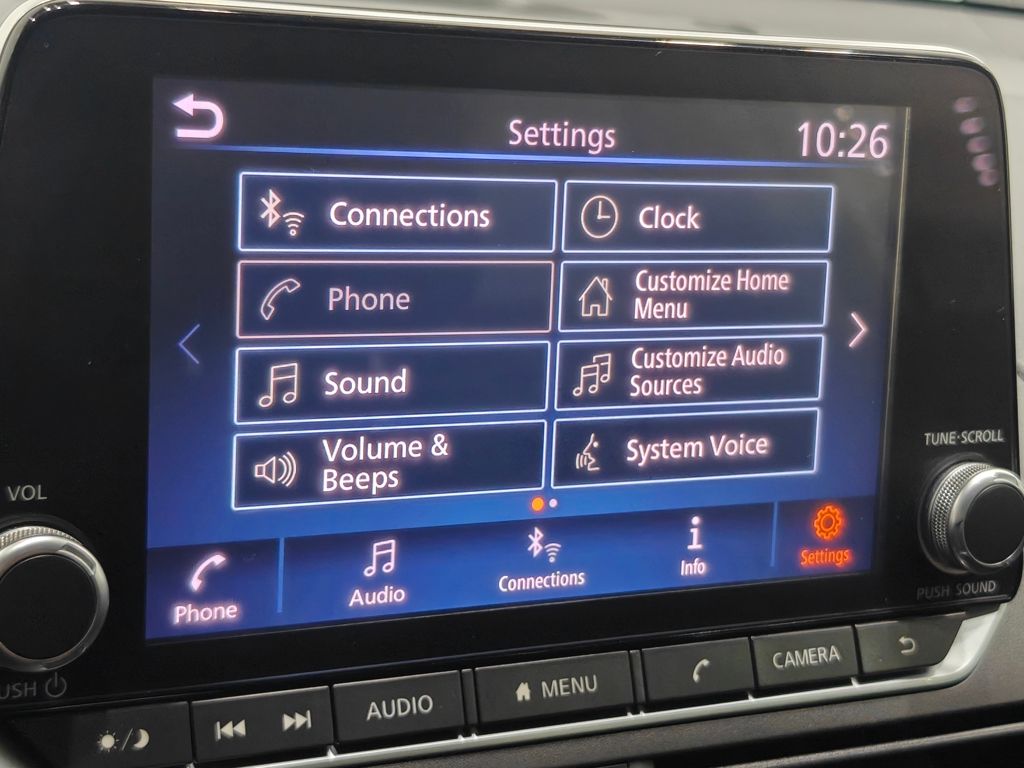 Settings
10:26
Connections
Clock
Phone
Customize Home
Menu
Sound
Customize Audio
Sources
Volume &
Beeps
System Voice
Phone
Audio
Connections
Info
Settings
VOL
TUNE·SCROLL
PUSH SOUND
AUDIO
MENU
CAMERA